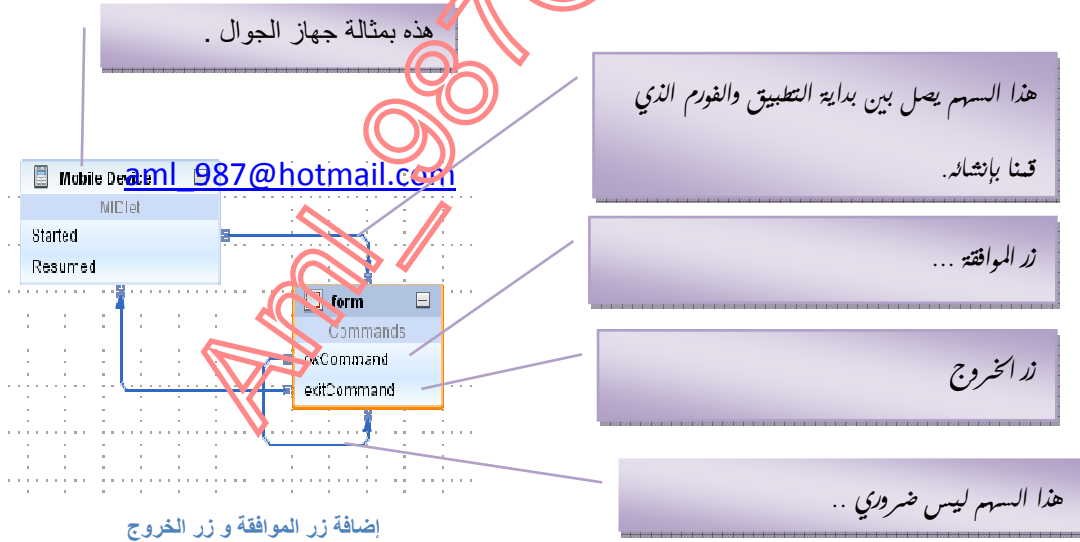 هذه بمثالة جهاز الجوال .
هذا السهم يصل بين بداية التطبيق والفورم الذي
قمنا بإنشائه.
aml_987@hotmail.com
Mobile Device
MIDlet
Started
Resumed
زر الموافقة ...
form
Commands
okCommand
exitCommand
زر الخروج
هذا السهم ليس ضروري ..
إضافة زر الموافقة و زر الخروج
Aml_987